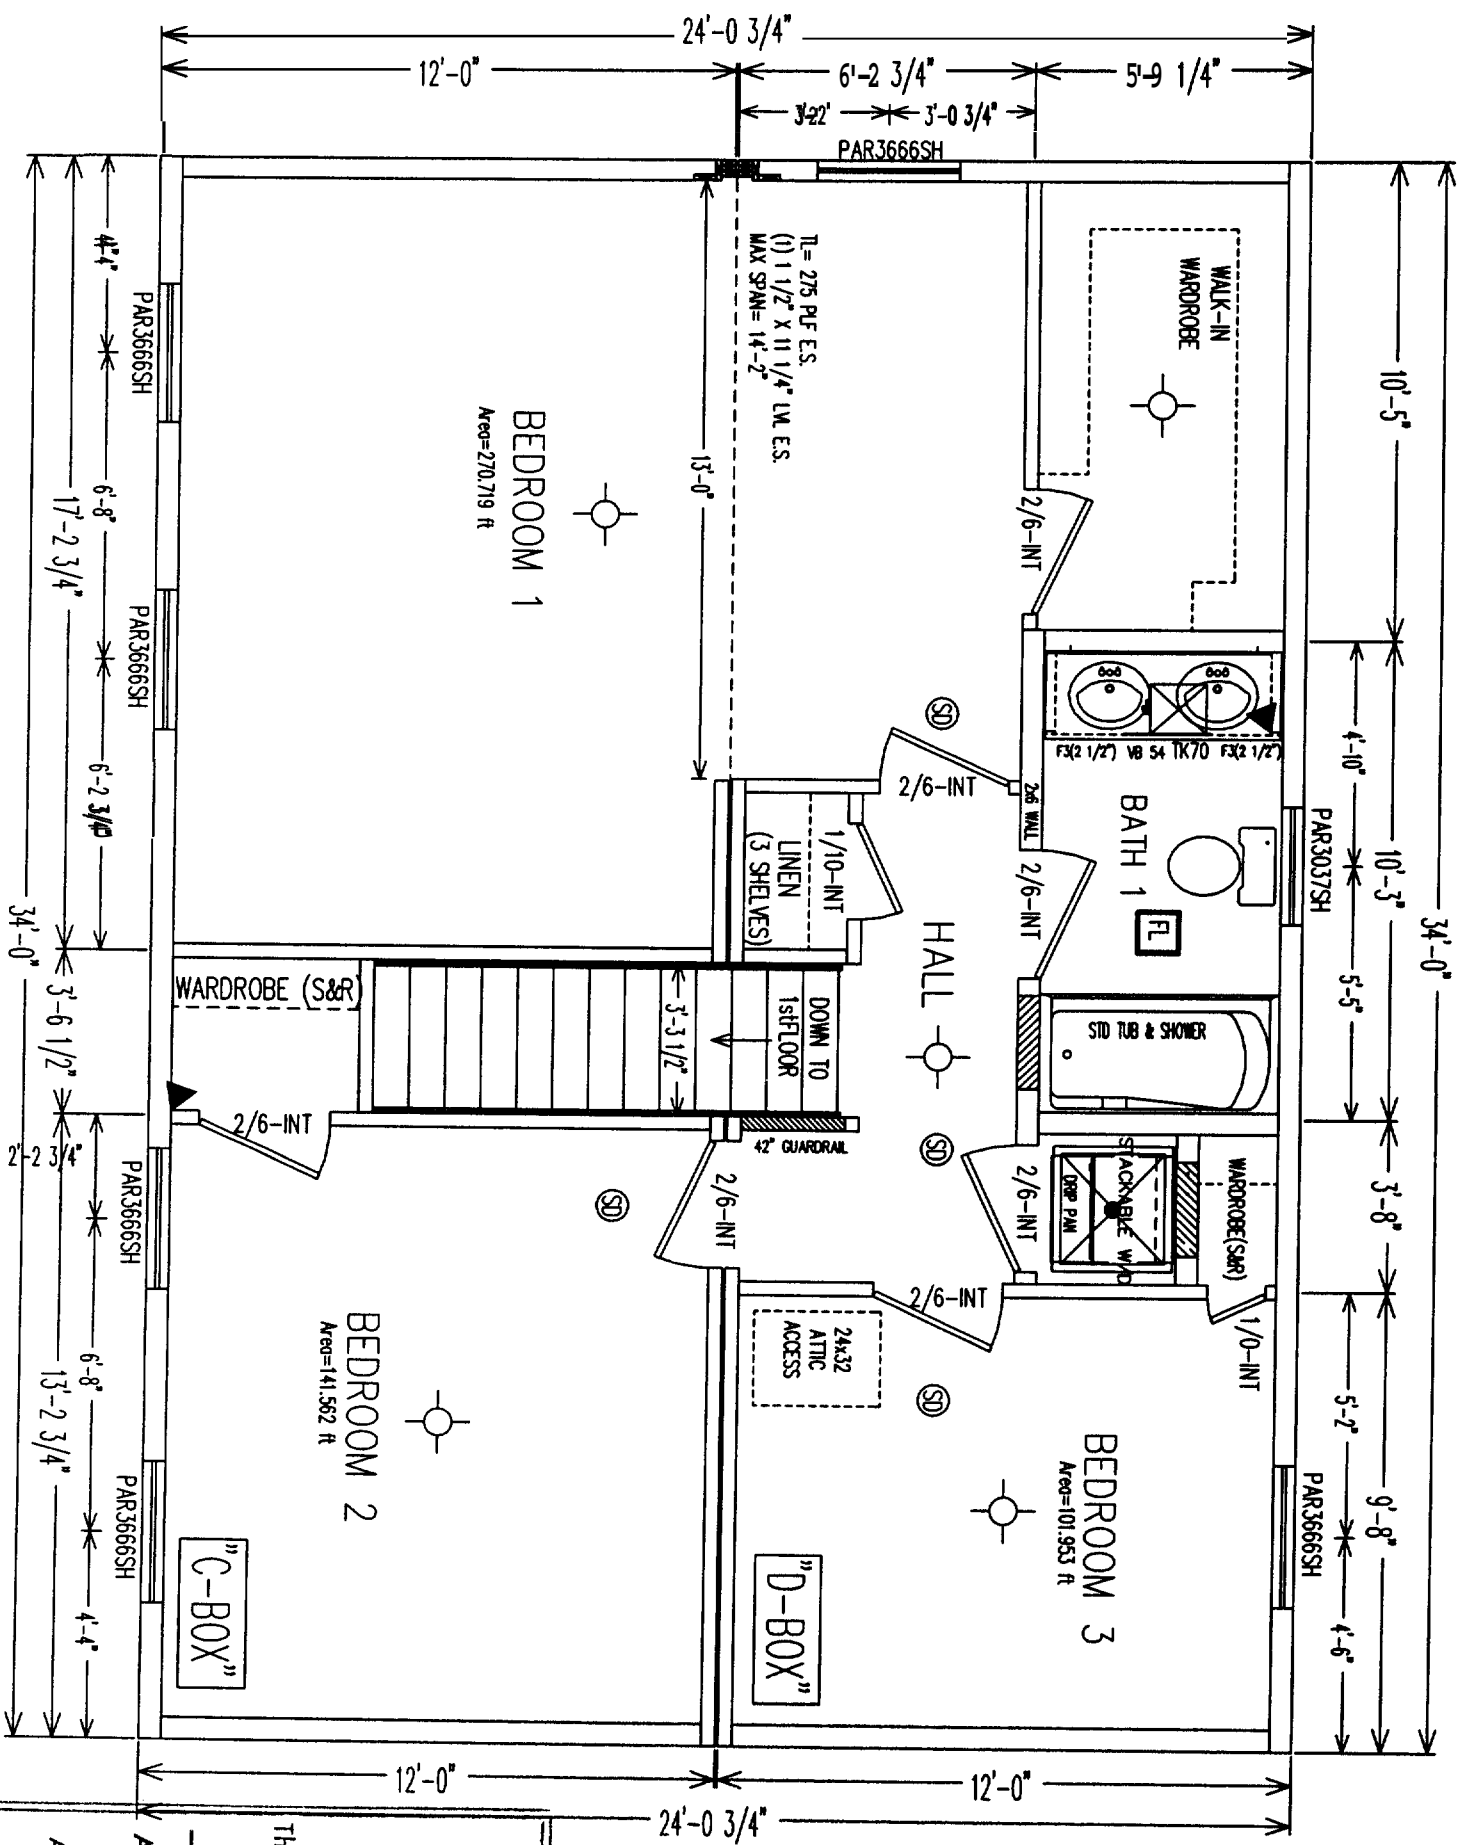 24'-0 3/4"
12'-0"
6'-2 3/4"
5'-9 1/4"
3'-0 3/4"
PAR3666SH
34'-0"
10'-5"
10'-3"
3'-8"
9'-8"
4'-10"
5'-5"
5'-2"
4'-6"
PAR3037SH
PAR3666SH
WALK-IN
WARDROBE
2/6-INT
TL= 275 PLF E.S.
(1) 1 1/2" X 11 1/4" LVL E.S.
MAX SPAN= 14'-2"
13'-0"
BEDROOM 1
Area=270.719 ft
F3(2 1/2")
VB 54
TK70
F3(2 1/2")
BATH 1
FL
2x6 WALL
2/6-INT
STD TUB & SHOWER
SD
2/6-INT
1/10-INT
LINEN
(3 SHELVES)
HALL
DOWN TO
1stFLOOR
3'-3 1/2"
WARDROBE (S&R)
2/6-INT
42" GUARDRAIL
SD
2/6-INT
STACKABLE W/D
DRIP PAN
WARDROBE(S&R)
1/0-INT
2/6-INT
2/6-INT
24x32
ATTIC
ACCESS
SD
BEDROOM 3
Area=101.953 ft
"D-BOX"
SD
BEDROOM 2
Area=141.562 ft
"C-BOX"
PAR3666SH
PAR3666SH
PAR3666SH
PAR3666SH
6'-8"
6'-2 3/4"
2'-2 3/4"
6'-8"
4'-4"
17'-2 3/4"
3'-6 1/2"
13'-2 3/4"
34'-0"
12'-0"
12'-0"
24'-0 3/4"